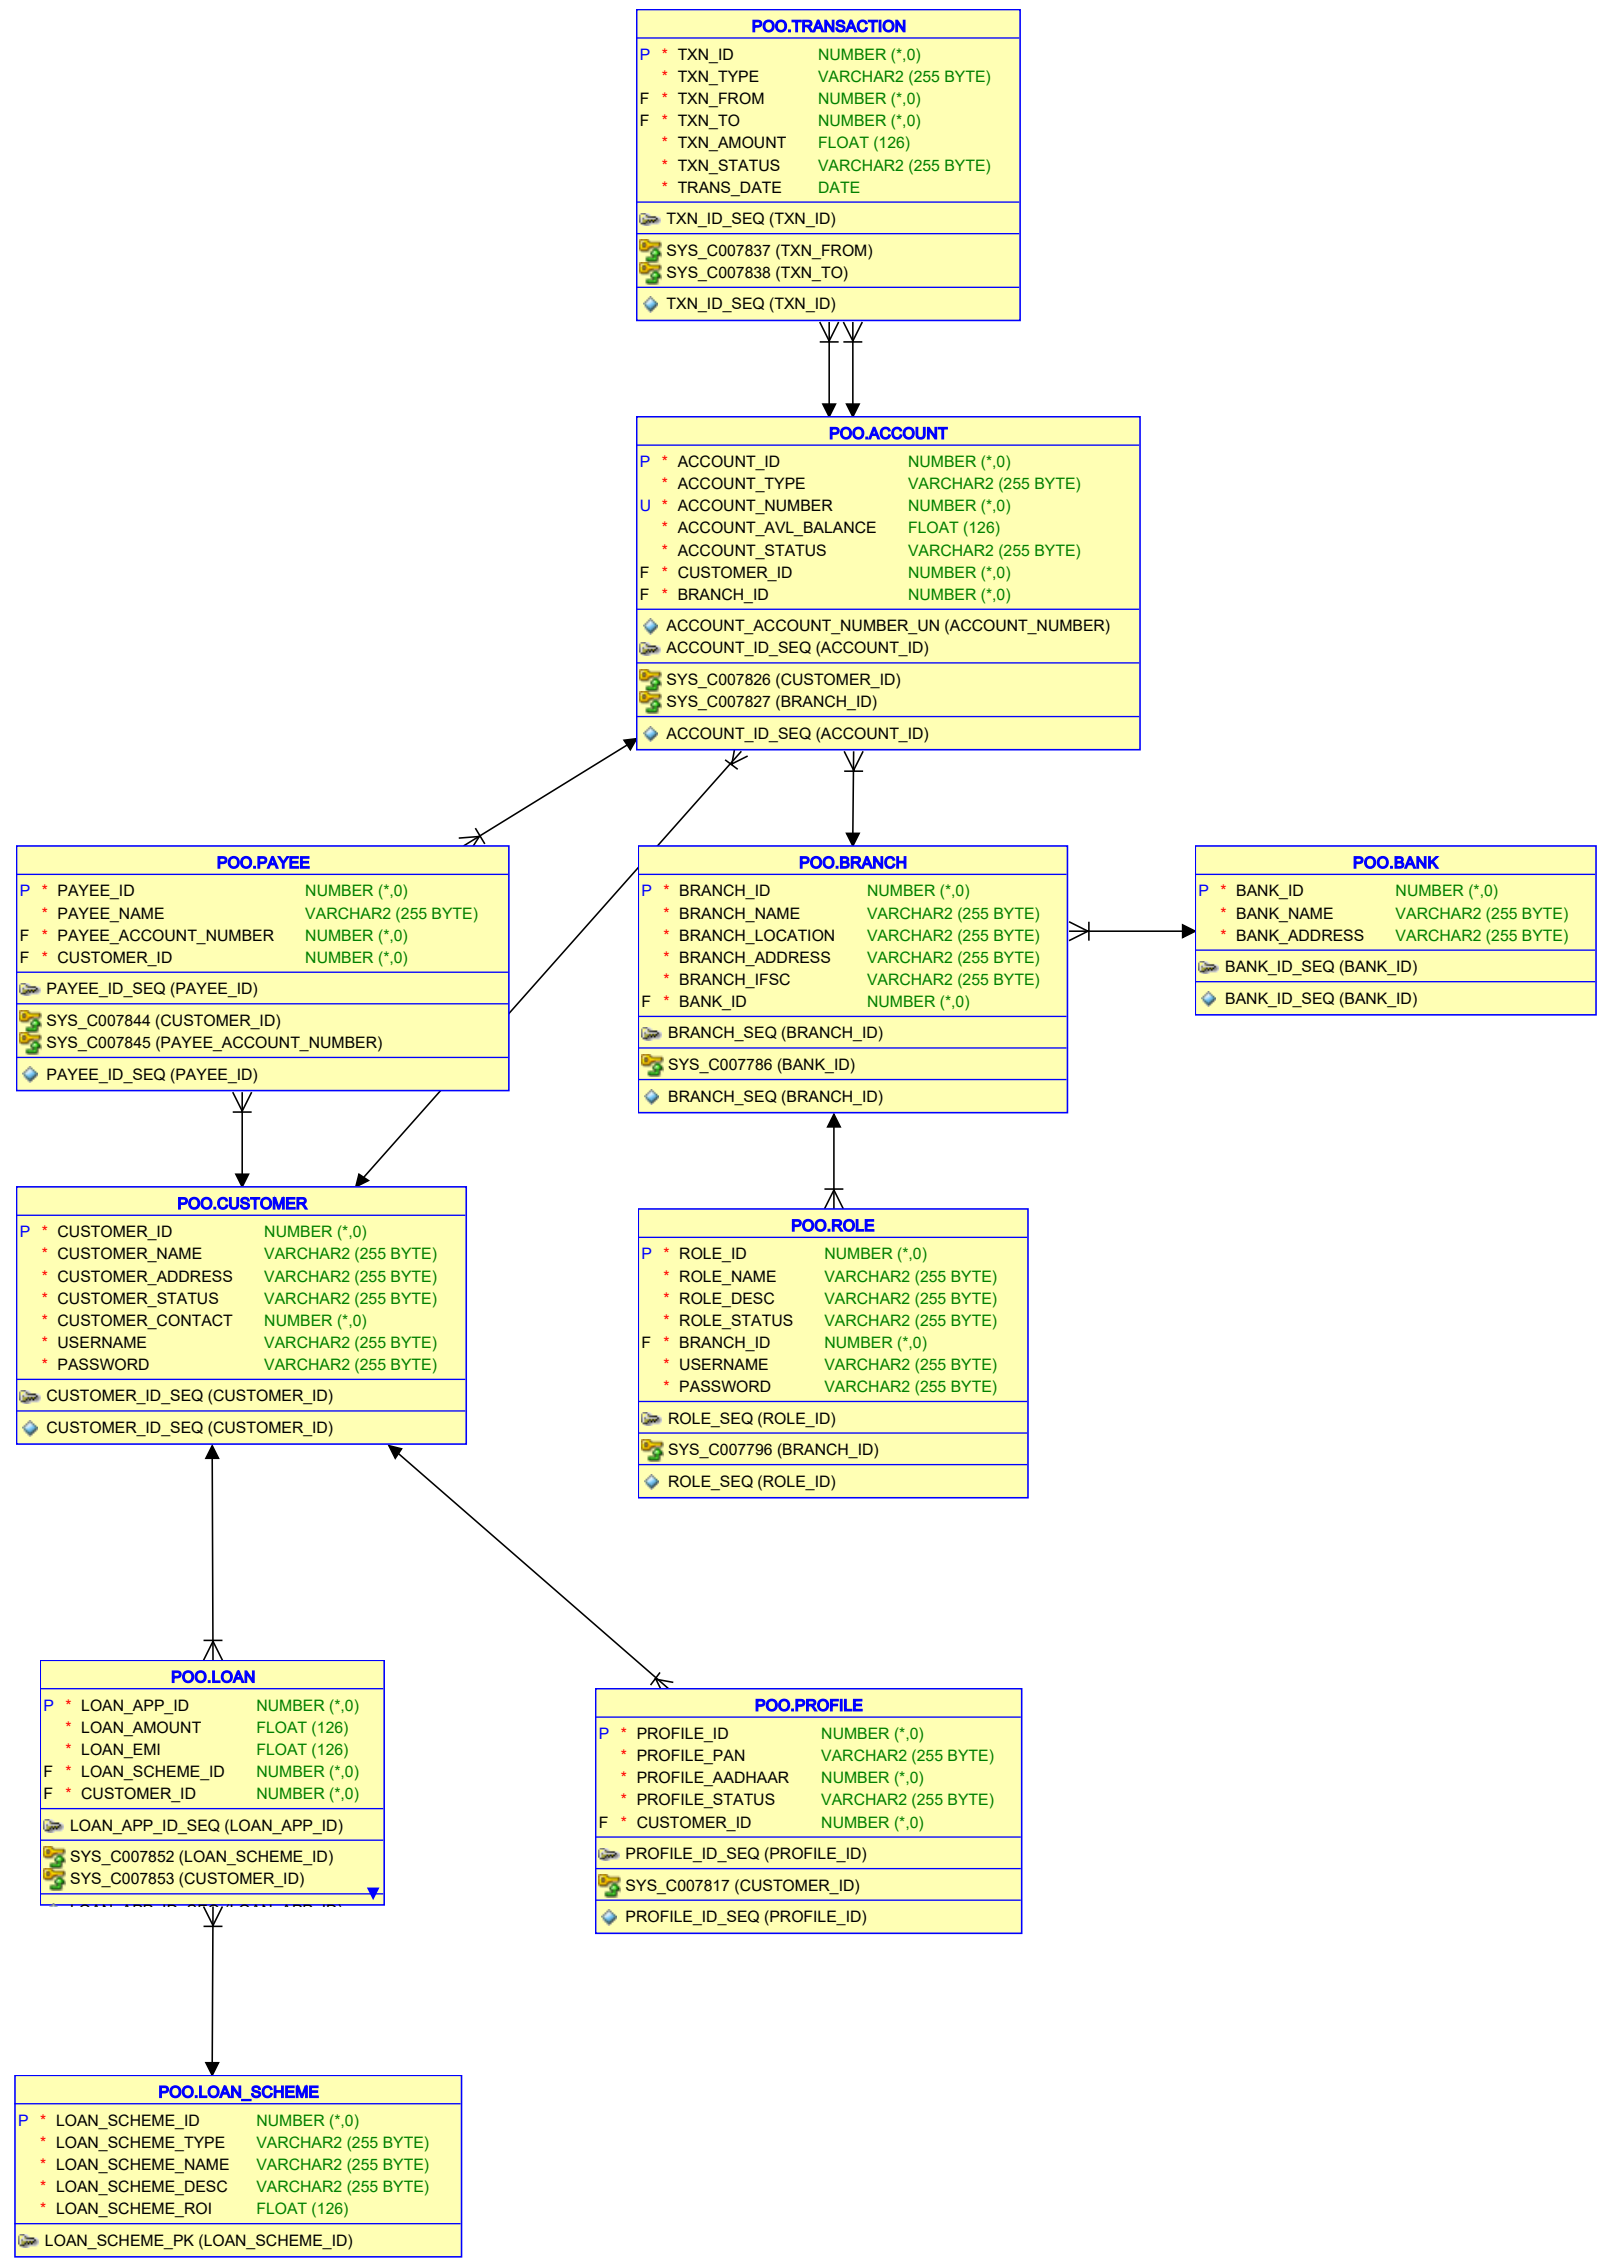 POO.TRANSACTION
P * TXN_ID NUMBER (*,0)
* TXN_TYPE VARCHAR2 (255 BYTE)
F * TXN_FROM NUMBER (*,0)
F * TXN_TO NUMBER (*,0)
* TXN_AMOUNT FLOAT (126)
* TXN_STATUS VARCHAR2 (255 BYTE)
* TRANS_DATE DATE
TXN_ID_SEQ (TXN_ID)
SYS_C007837 (TXN_FROM)
SYS_C007838 (TXN_TO)
TXN_ID_SEQ (TXN_ID)
POO.ACCOUNT
P * ACCOUNT_ID NUMBER (*,0)
* ACCOUNT_TYPE VARCHAR2 (255 BYTE)
U * ACCOUNT_NUMBER NUMBER (*,0)
* ACCOUNT_AVL_BALANCE FLOAT (126)
* ACCOUNT_STATUS VARCHAR2 (255 BYTE)
F * CUSTOMER_ID NUMBER (*,0)
F * BRANCH_ID NUMBER (*,0)
ACCOUNT_ACCOUNT_NUMBER_UN (ACCOUNT_NUMBER)
ACCOUNT_ID_SEQ (ACCOUNT_ID)
SYS_C007826 (CUSTOMER_ID)
SYS_C007827 (BRANCH_ID)
ACCOUNT_ID_SEQ (ACCOUNT_ID)
POO.PAYEE
P * PAYEE_ID NUMBER (*,0)
* PAYEE_NAME VARCHAR2 (255 BYTE)
F * PAYEE_ACCOUNT_NUMBER NUMBER (*,0)
F * CUSTOMER_ID NUMBER (*,0)
PAYEE_ID_SEQ (PAYEE_ID)
SYS_C007844 (CUSTOMER_ID)
SYS_C007845 (PAYEE_ACCOUNT_NUMBER)
PAYEE_ID_SEQ (PAYEE_ID)
POO.BRANCH
P * BRANCH_ID NUMBER (*,0)
* BRANCH_NAME VARCHAR2 (255 BYTE)
* BRANCH_LOCATION VARCHAR2 (255 BYTE)
* BRANCH_ADDRESS VARCHAR2 (255 BYTE)
* BRANCH_IFSC VARCHAR2 (255 BYTE)
F * BANK_ID NUMBER (*,0)
BRANCH_SEQ (BRANCH_ID)
SYS_C007786 (BANK_ID)
BRANCH_SEQ (BRANCH_ID)
POO.BANK
P * BANK_ID NUMBER (*,0)
* BANK_NAME VARCHAR2 (255 BYTE)
* BANK_ADDRESS VARCHAR2 (255 BYTE)
BANK_ID_SEQ (BANK_ID)
BANK_ID_SEQ (BANK_ID)
POO.CUSTOMER
P * CUSTOMER_ID NUMBER (*,0)
* CUSTOMER_NAME VARCHAR2 (255 BYTE)
* CUSTOMER_ADDRESS VARCHAR2 (255 BYTE)
* CUSTOMER_STATUS VARCHAR2 (255 BYTE)
* CUSTOMER_CONTACT NUMBER (*,0)
* USERNAME VARCHAR2 (255 BYTE)
* PASSWORD VARCHAR2 (255 BYTE)
CUSTOMER_ID_SEQ (CUSTOMER_ID)
CUSTOMER_ID_SEQ (CUSTOMER_ID)
POO.ROLE
P * ROLE_ID NUMBER (*,0)
* ROLE_NAME VARCHAR2 (255 BYTE)
* ROLE_DESC VARCHAR2 (255 BYTE)
* ROLE_STATUS VARCHAR2 (255 BYTE)
F * BRANCH_ID NUMBER (*,0)
* USERNAME VARCHAR2 (255 BYTE)
* PASSWORD VARCHAR2 (255 BYTE)
ROLE_SEQ (ROLE_ID)
SYS_C007796 (BRANCH_ID)
ROLE_SEQ (ROLE_ID)
POO.LOAN
P * LOAN_APP_ID NUMBER (*,0)
* LOAN_AMOUNT FLOAT (126)
* LOAN_EMI FLOAT (126)
F * LOAN_SCHEME_ID NUMBER (*,0)
F * CUSTOMER_ID NUMBER (*,0)
LOAN_APP_ID_SEQ (LOAN_APP_ID)
SYS_C007852 (LOAN_SCHEME_ID)
SYS_C007853 (CUSTOMER_ID)
POO.PROFILE
P * PROFILE_ID NUMBER (*,0)
* PROFILE_PAN VARCHAR2 (255 BYTE)
* PROFILE_AADHAAR NUMBER (*,0)
* PROFILE_STATUS VARCHAR2 (255 BYTE)
F * CUSTOMER_ID NUMBER (*,0)
PROFILE_ID_SEQ (PROFILE_ID)
SYS_C007817 (CUSTOMER_ID)
PROFILE_ID_SEQ (PROFILE_ID)
POO.LOAN_SCHEME
P * LOAN_SCHEME_ID NUMBER (*,0)
* LOAN_SCHEME_TYPE VARCHAR2 (255 BYTE)
* LOAN_SCHEME_NAME VARCHAR2 (255 BYTE)
* LOAN_SCHEME_DESC VARCHAR2 (255 BYTE)
* LOAN_SCHEME_ROI FLOAT (126)
LOAN_SCHEME_PK (LOAN_SCHEME_ID)